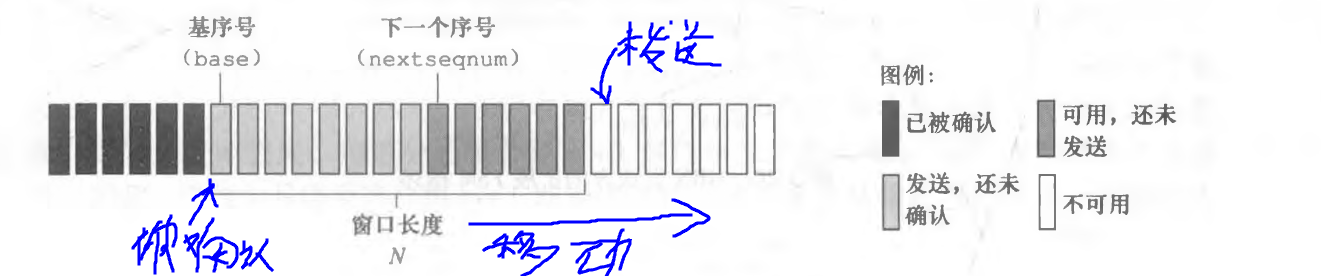 基序号
(base)
下一个序号
(nextseqnum)
未发送
图例:
已被确认
可用，还未
发送
发送，还未
确认
不可用
被确认
窗口长度
N
移动